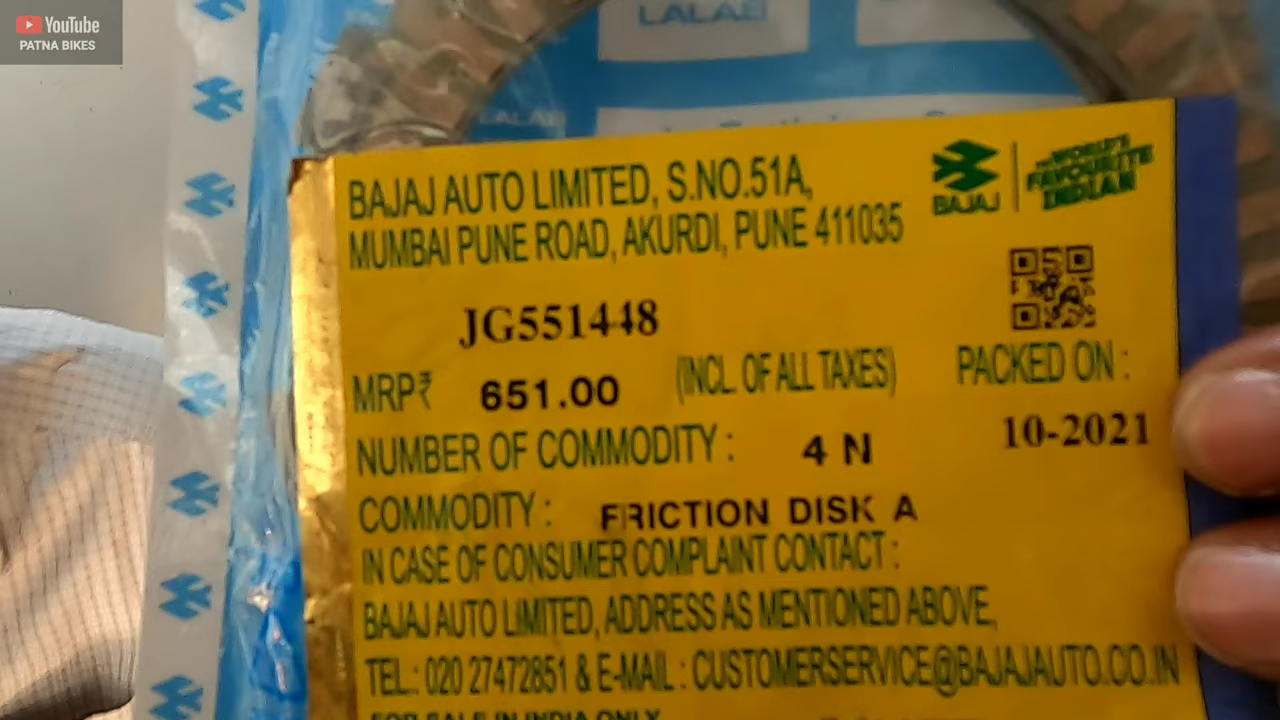 YouTube
PATNA BIKES
BAJAJ AUTO LIMITED, S.NO.51A,
MUMBAI PUNE ROAD, AKURDI, PUNE 411035
BAJAJ
THE WORLD'S
FAVOURITE
INDIAN
JG551448
MRP₹ 651.00 (INCL. OF ALL TAXES)
PACKED ON :
10-2021
NUMBER OF COMMODITY : 4 N
COMMODITY : FRICTION DISK A
IN CASE OF CONSUMER COMPLAINT CONTACT :
BAJAJ AUTO LIMITED, ADDRESS AS MENTIONED ABOVE,
TEL.: 020 27472851 & E-MAIL : CUSTOMERSERVICE@BAJAJAUTO.CO.IN
FOR SALE IN INDIA ONLY